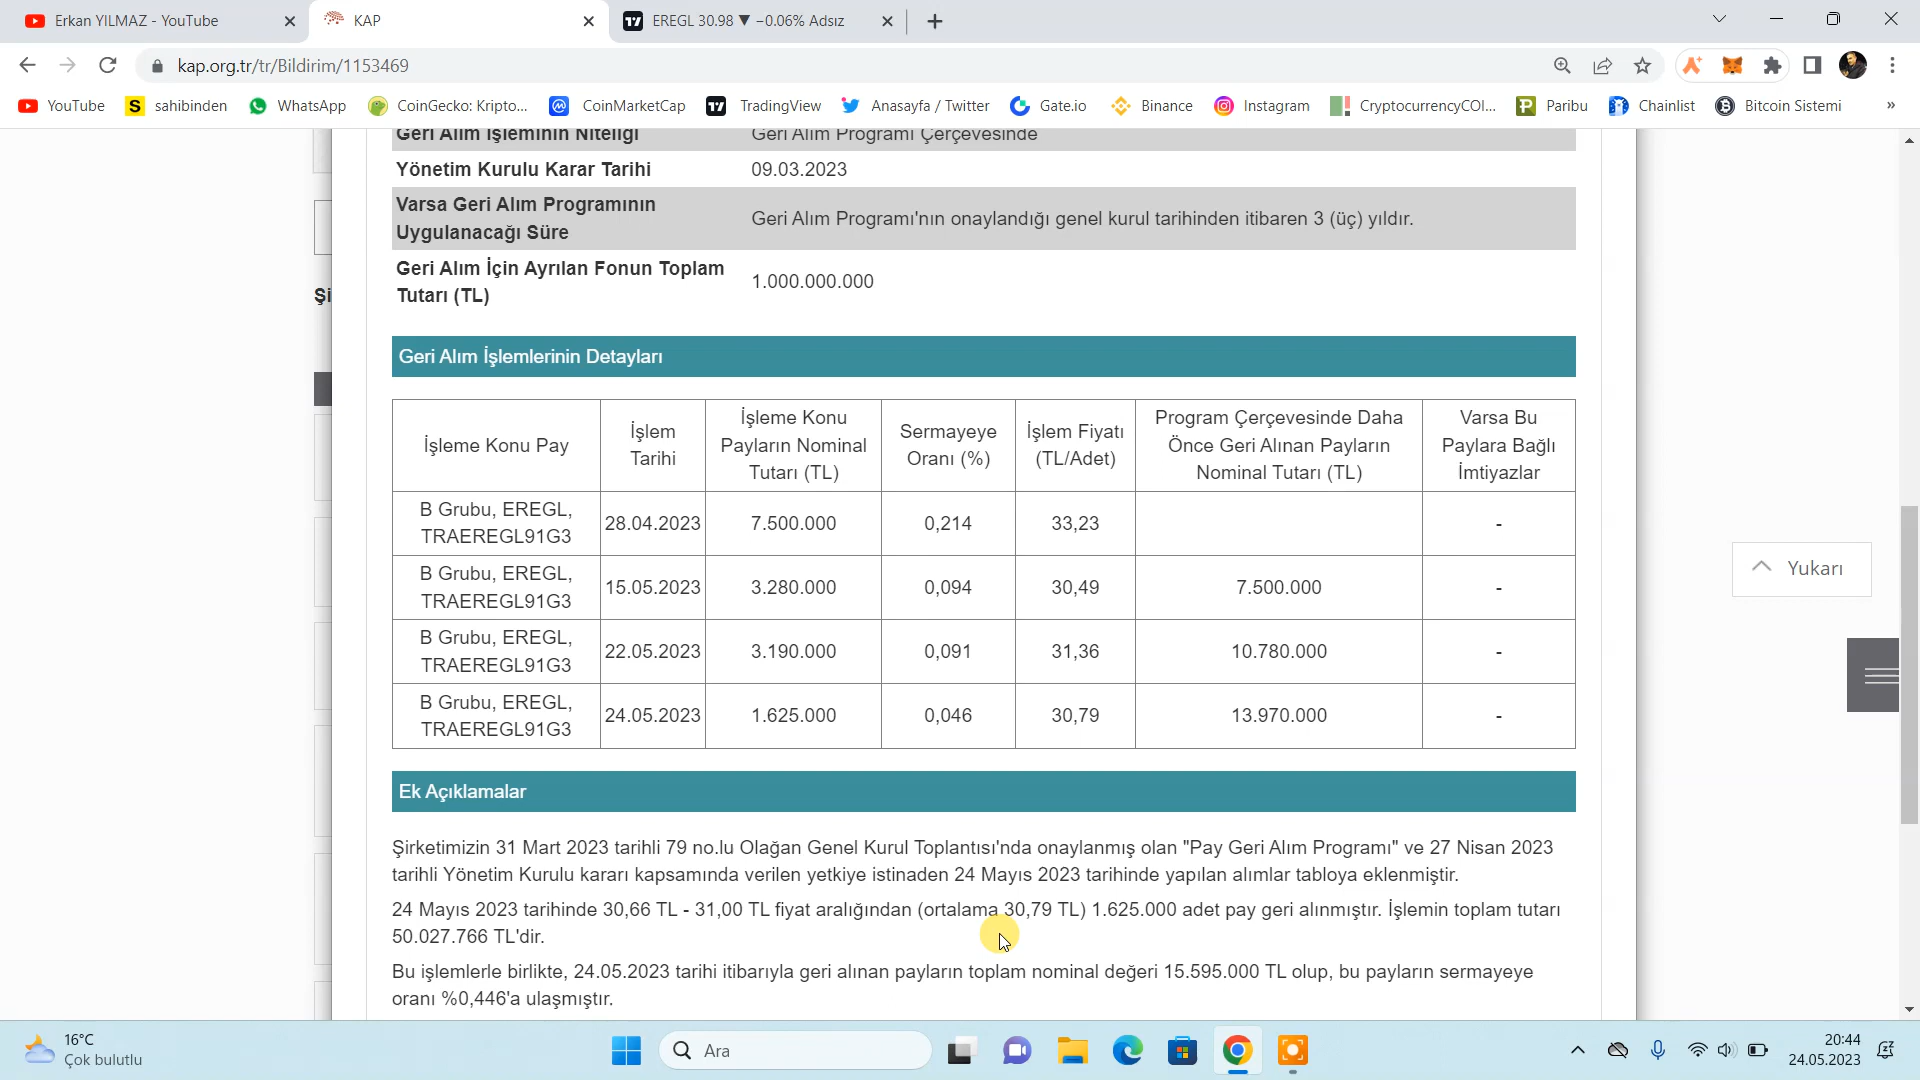 Erkan YILMAZ - YouTube
KAP
EREGL 30.98 ▼ −0.06% Adsız
kap.org.tr/tr/Bildirim/1153469
YouTube
sahibinden
WhatsApp
CoinGecko: Kripto...
CoinMarketCap
TradingView
Anasayfa / Twitter
Gate.io
Binance
Instagram
CryptocurrencyCOI...
Paribu
Chainlist
Bitcoin Sistemi
»
Geri Alım İşleminin Niteliği
Geri Alım Programı Çerçevesinde
Yönetim Kurulu Karar Tarihi
09.03.2023
Varsa Geri Alım Programının
Uygulanacağı Süre
Geri Alım Programı'nın onaylandığı genel kurul tarihinden itibaren 3 (üç) yıldır.
Geri Alım İçin Ayrılan Fonun Toplam
Tutarı (TL)
1.000.000.000
Şi
Geri Alım İşlemlerinin Detayları
İşleme Konu Pay
İşlem
Tarihi
İşleme Konu
Payların Nominal
Tutarı (TL)
Sermayeye
Oranı (%)
İşlem Fiyatı
(TL/Adet)
Program Çerçevesinde Daha
Önce Geri Alınan Payların
Nominal Tutarı (TL)
Varsa Bu
Paylara Bağlı
İmtiyazlar
B Grubu, EREGL,
TRAEREGL91G3
28.04.2023
7.500.000
0,214
33,23
-
B Grubu, EREGL,
TRAEREGL91G3
15.05.2023
3.280.000
0,094
30,49
7.500.000
-
B Grubu, EREGL,
TRAEREGL91G3
22.05.2023
3.190.000
0,091
31,36
10.780.000
-
B Grubu, EREGL,
TRAEREGL91G3
24.05.2023
1.625.000
0,046
30,79
13.970.000
-
Yukarı
Ek Açıklamalar
Şirketimizin 31 Mart 2023 tarihli 79 no.lu Olağan Genel Kurul Toplantısı'nda onaylanmış olan "Pay Geri Alım Programı" ve 27 Nisan 2023
tarihli Yönetim Kurulu kararı kapsamında verilen yetkiye istinaden 24 Mayıs 2023 tarihinde yapılan alımlar tabloya eklenmiştir.
24 Mayıs 2023 tarihinde 30,66 TL - 31,00 TL fiyat aralığından (ortalama 30,79 TL) 1.625.000 adet pay geri alınmıştır. İşlemin toplam tutarı
50.027.766 TL'dir.
Bu işlemlerle birlikte, 24.05.2023 tarihi itibarıyla geri alınan payların toplam nominal değeri 15.595.000 TL olup, bu payların sermayeye
oranı %0,446'a ulaşmıştır.
16°C
Çok bulutlu
Ara
20:44
24.05.2023